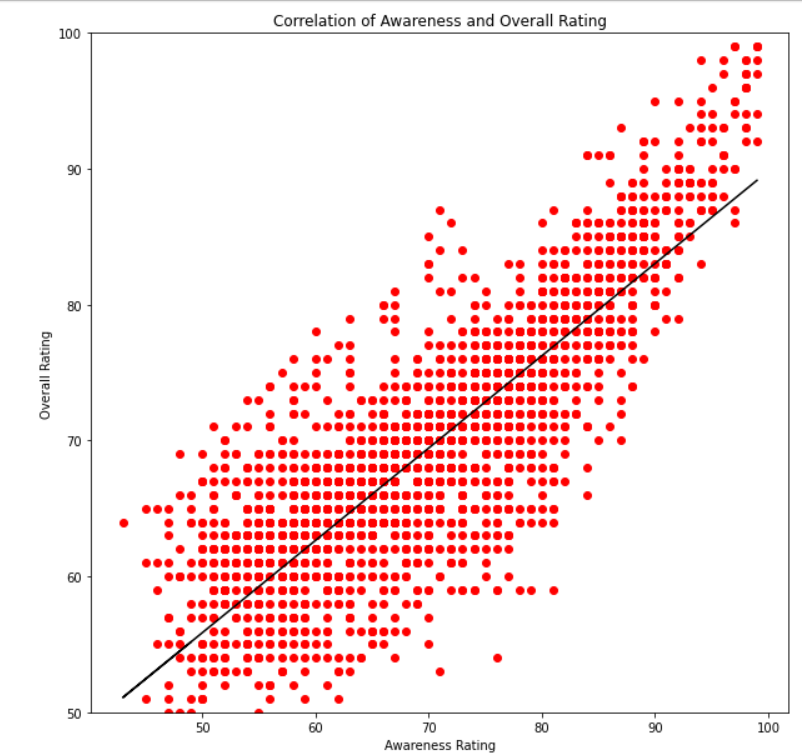 Correlation of Awareness and Overall Rating
100
90
80
70
60
50
Overall Rating
50 60 70 80 90 100
Awareness Rating